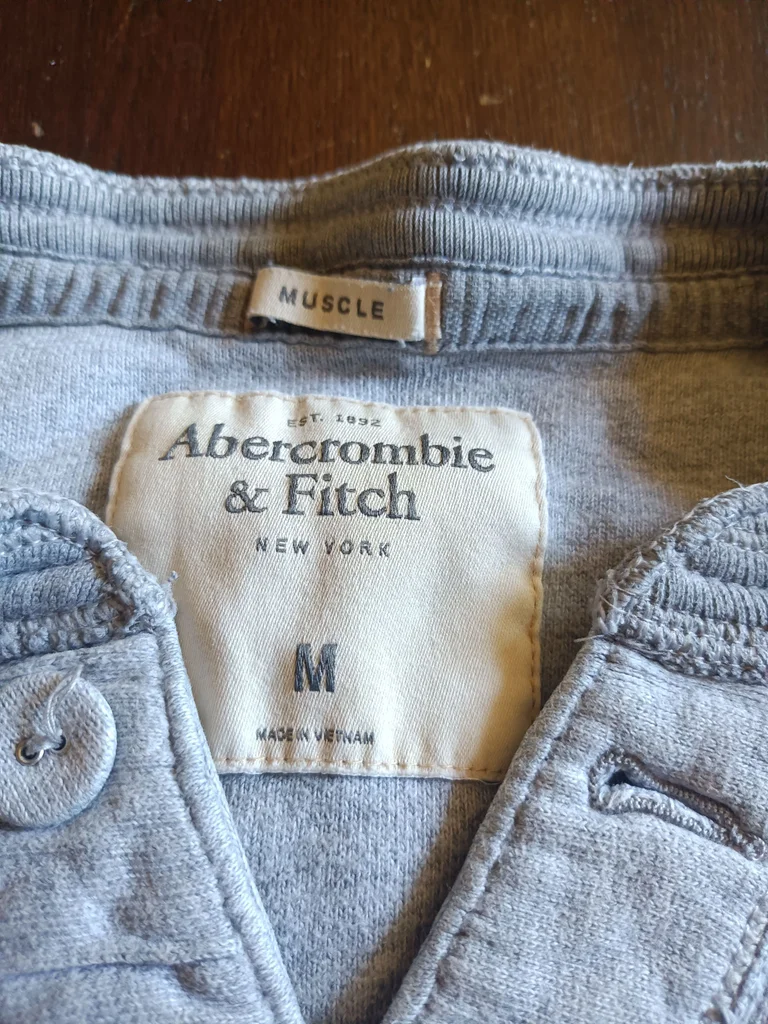 MUSCLE
EST. 1892
Abercrombie
& Fitch
NEW YORK
M
MADE IN VIETNAM